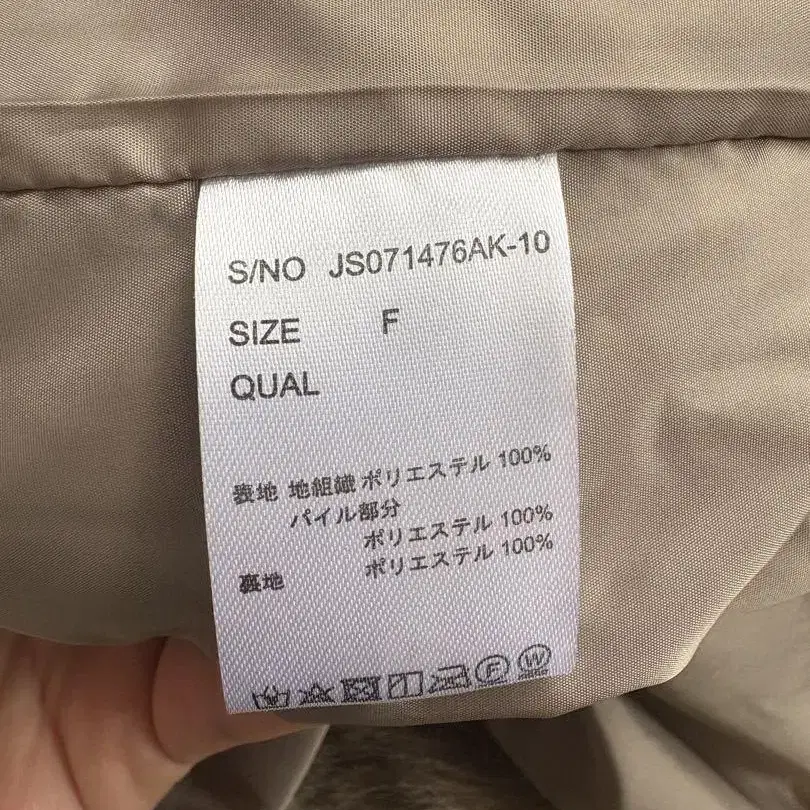 S/NO JS071476AK-10
SIZE F
QUAL
表地 地組織 ポリエステル 100%
パイル部分
ポリエステル 100%
裏地 ポリエステル 100%
F W